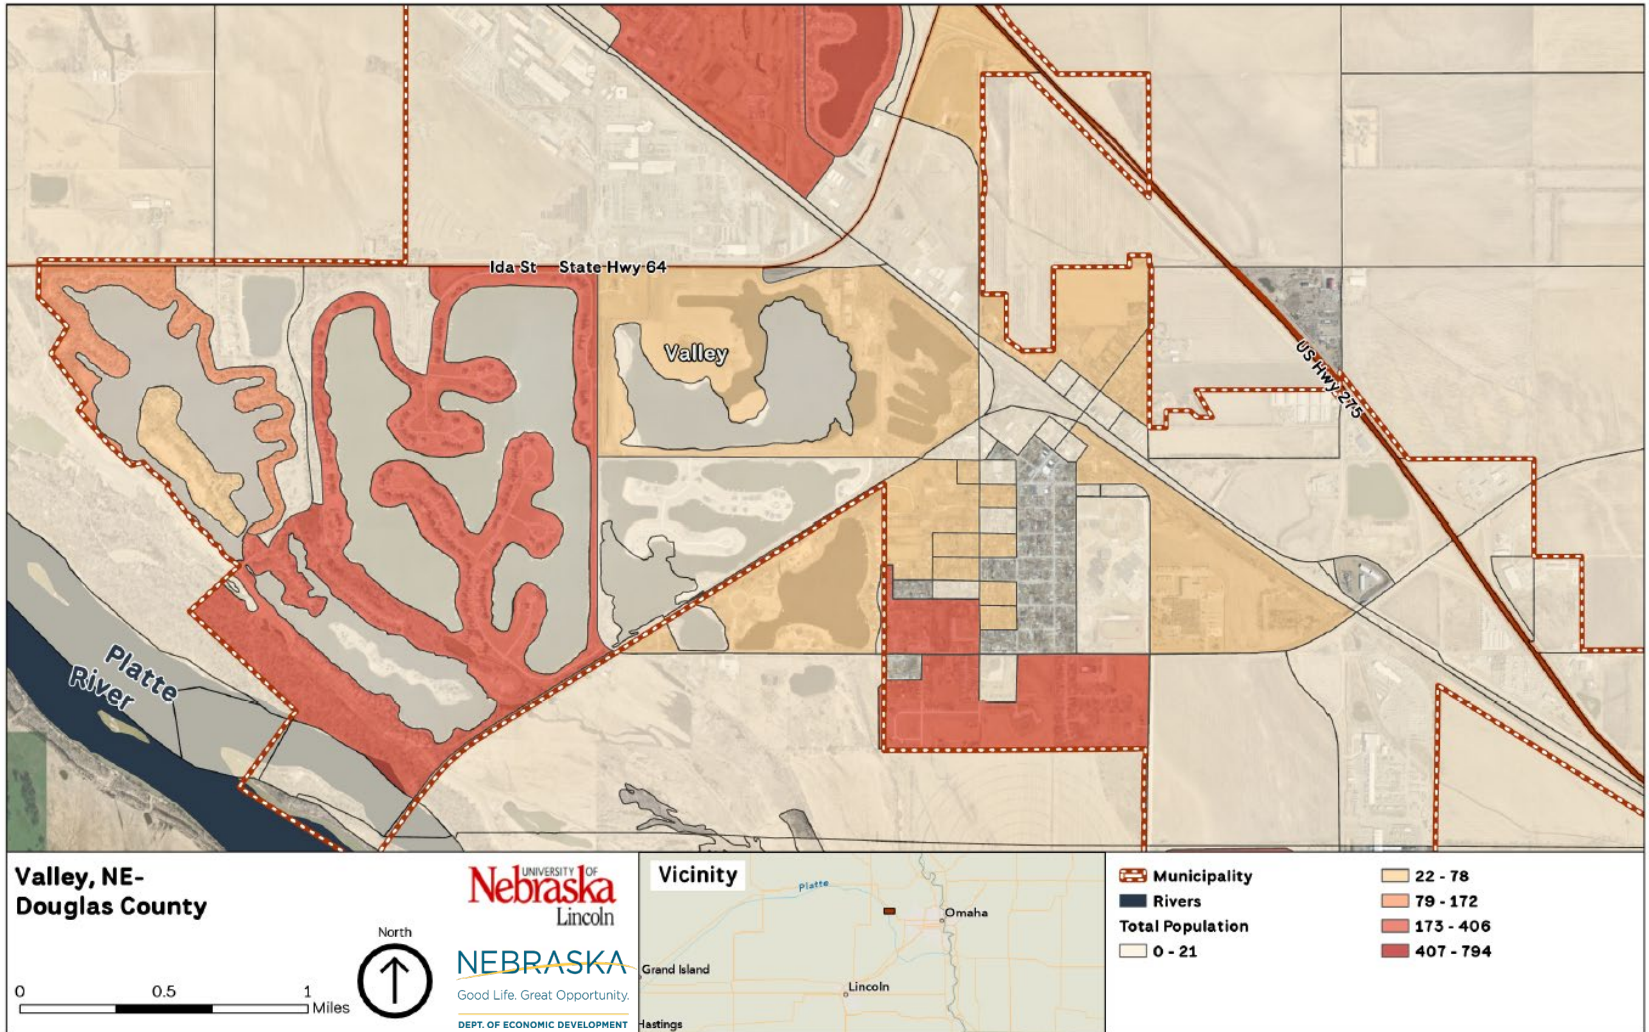 Ida St
State Hwy 64
Valley
US Hwy 275
Platte
River
Valley, NE-
Douglas County
0
0.5
1
Miles
North
UNIVERSITY OF
Nebraska
Lincoln
NEBRASKA
Good Life. Great Opportunity.
DEPT. OF ECONOMIC DEVELOPMENT
Vicinity
Platte
Omaha
Grand Island
Lincoln
Hastings
Municipality
Rivers
Total Population
0 - 21
22 - 78
79 - 172
173 - 406
407 - 794